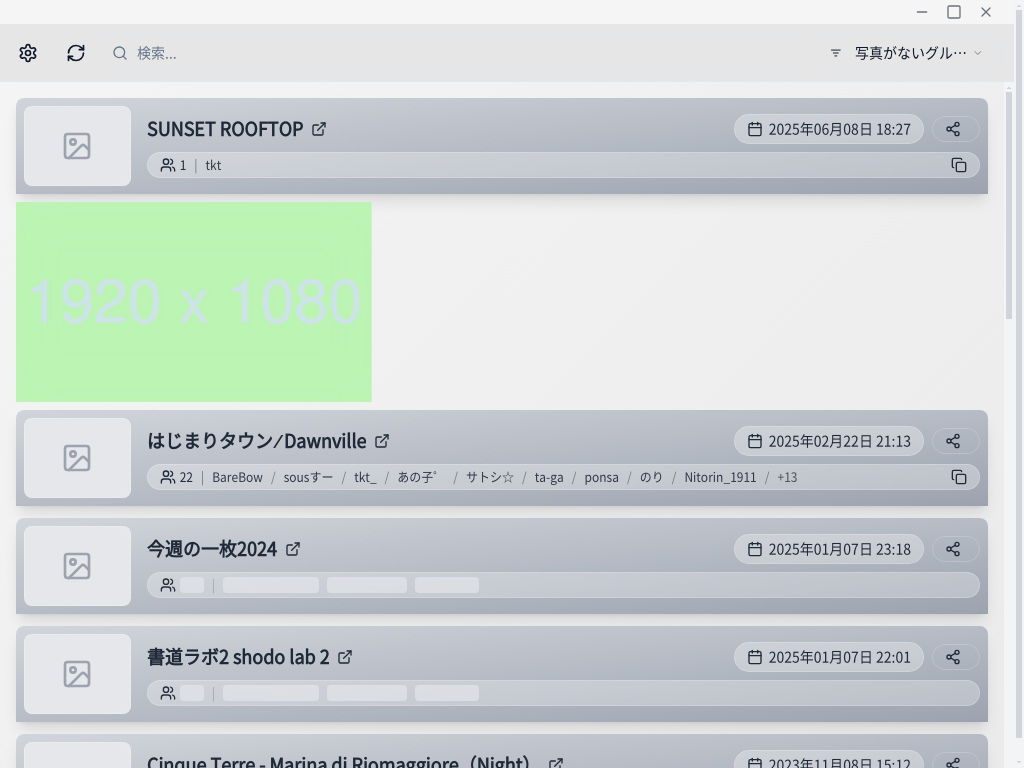 検索...
写真がないグル…
SUNSET ROOFTOP
2025年06月08日 18:27
1 | tkt
1920 x 1080
はじまりタウン⁄Dawnville
2025年02月22日 21:13
22 | BareBow / sousすー / tkt_ / あの子゜ / サトシ☆ / ta-ga / ponsa / のり / Nitorin_1911 / +13
今週の一枚2024
2025年01月07日 23:18
書道ラボ2 shodo lab 2
2025年01月07日 22:01
Cinque Terre - Marina di Riomaggiore（Night）
2023年11月08日 15:12